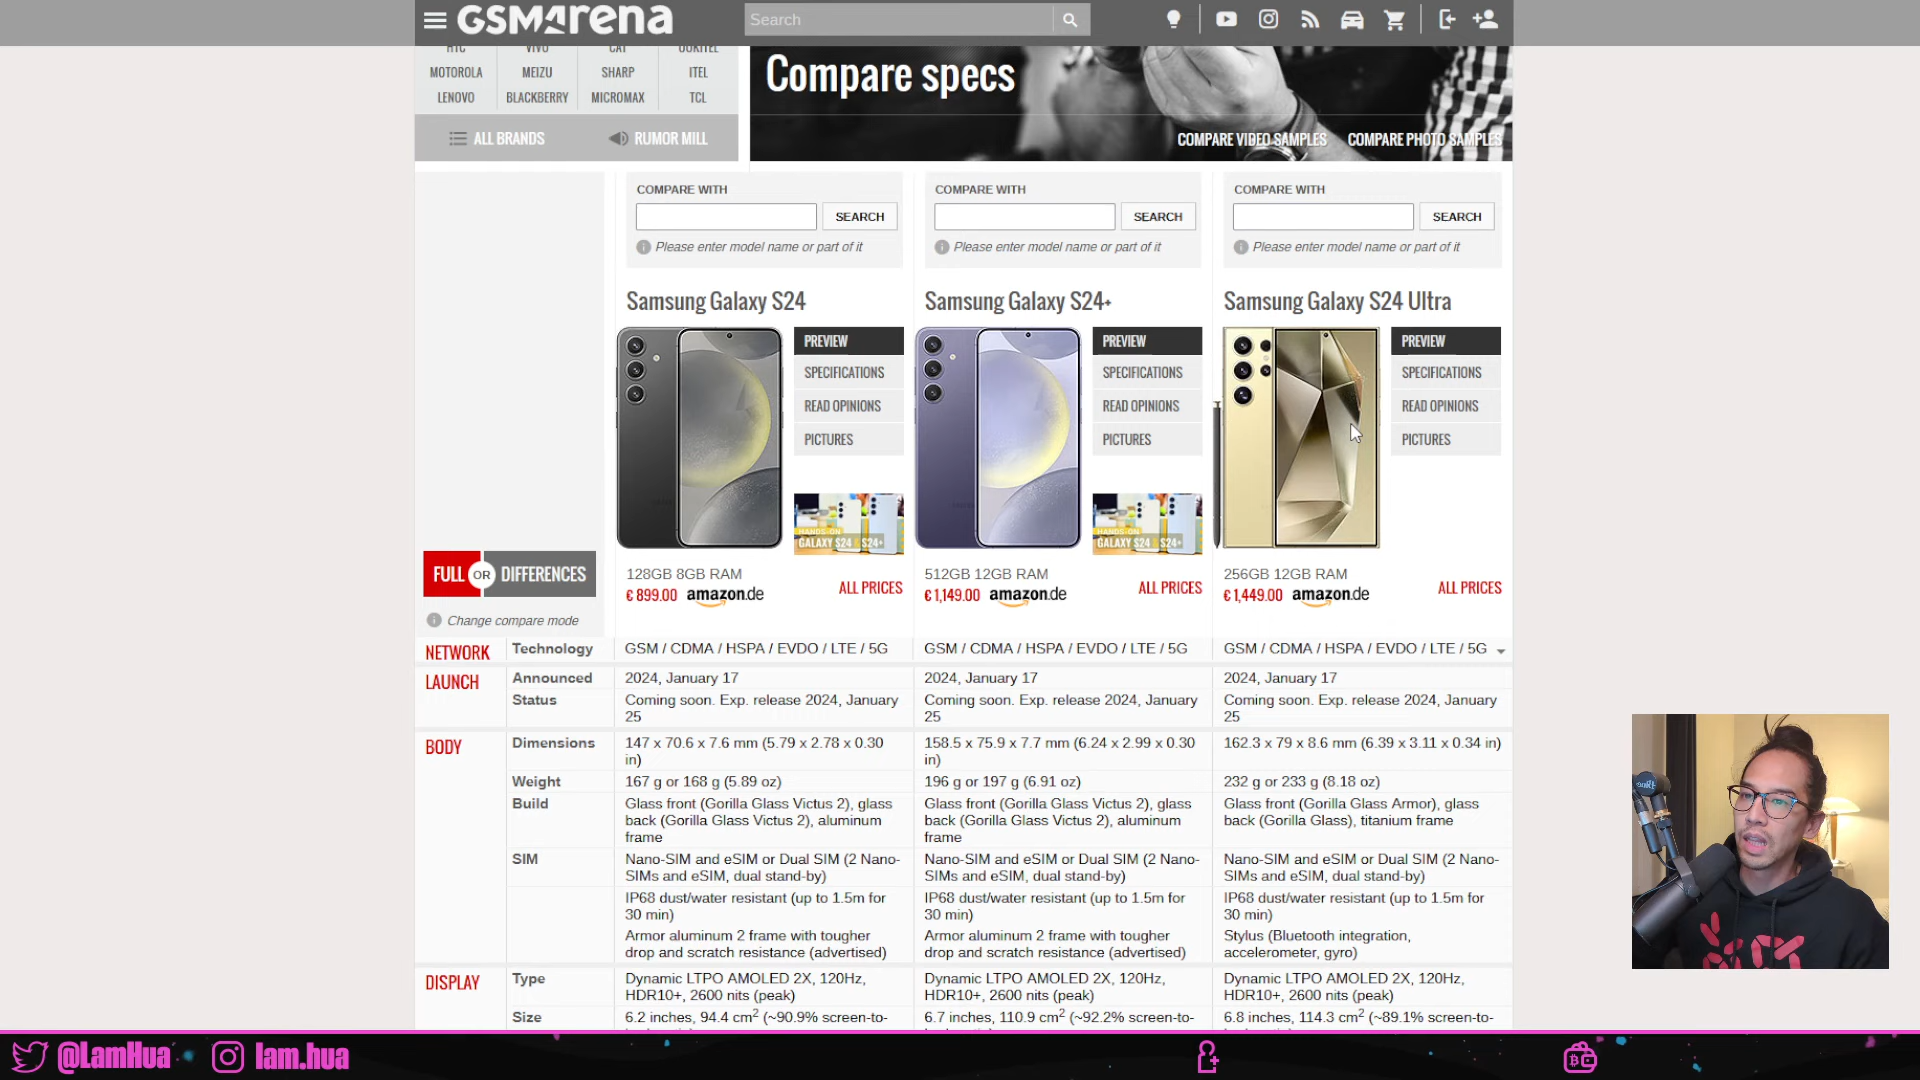 GSMArena
Search
HTC VIVO CAT OUKITEL
MOTOROLA MEIZU SHARP ITEL
LENOVO BLACKBERRY MICROMAX TCL
ALL BRANDS RUMOR MILL
Compare specs
COMPARE VIDEO SAMPLES COMPARE PHOTO SAMPLES
COMPARE WITH COMPARE WITH COMPARE WITH
SEARCH SEARCH SEARCH
Please enter model name or part of it Please enter model name or part of it Please enter model name or part of it
Samsung Galaxy S24 Samsung Galaxy S24+ Samsung Galaxy S24 Ultra
PREVIEW PREVIEW PREVIEW
SPECIFICATIONS SPECIFICATIONS SPECIFICATIONS
READ OPINIONS READ OPINIONS READ OPINIONS
PICTURES PICTURES PICTURES
HANDS-ON HANDS-ON
GALAXY S24 & S24+ GALAXY S24 & S24+
FULL OR DIFFERENCES
Change compare mode
128GB 8GB RAM 512GB 12GB RAM 256GB 12GB RAM
€ 899.00 amazon.de ALL PRICES € 1,149.00 amazon.de ALL PRICES € 1,449.00 amazon.de ALL PRICES
NETWORK Technology GSM / CDMA / HSPA / EVDO / LTE / 5G GSM / CDMA / HSPA / EVDO / LTE / 5G GSM / CDMA / HSPA / EVDO / LTE / 5G
LAUNCH Announced 2024, January 17 2024, January 17 2024, January 17
Status Coming soon. Exp. release 2024, January Coming soon. Exp. release 2024, January Coming soon. Exp. release 2024, January
25 25 25
BODY Dimensions 147 x 70.6 x 7.6 mm (5.79 x 2.78 x 0.30 158.5 x 75.9 x 7.7 mm (6.24 x 2.99 x 0.30 162.3 x 79 x 8.6 mm (6.39 x 3.11 x 0.34 in)
in) in)
Weight 167 g or 168 g (5.89 oz) 196 g or 197 g (6.91 oz) 232 g or 233 g (8.18 oz)
Build Glass front (Gorilla Glass Victus 2), glass Glass front (Gorilla Glass Victus 2), glass Glass front (Gorilla Glass Armor), glass
back (Gorilla Glass Victus 2), aluminum back (Gorilla Glass Victus 2), aluminum back (Gorilla Glass), titanium frame
frame frame
SIM Nano-SIM and eSIM or Dual SIM (2 Nano- Nano-SIM and eSIM or Dual SIM (2 Nano- Nano-SIM and eSIM or Dual SIM (2 Nano-
SIMs and eSIM, dual stand-by) SIMs and eSIM, dual stand-by) SIMs and eSIM, dual stand-by)
IP68 dust/water resistant (up to 1.5m for IP68 dust/water resistant (up to 1.5m for IP68 dust/water resistant (up to 1.5m for
30 min) 30 min) 30 min)
Armor aluminum 2 frame with tougher Armor aluminum 2 frame with tougher Stylus (Bluetooth integration,
drop and scratch resistance (advertised) drop and scratch resistance (advertised) accelerometer, gyro)
DISPLAY Type Dynamic LTPO AMOLED 2X, 120Hz, Dynamic LTPO AMOLED 2X, 120Hz, Dynamic LTPO AMOLED 2X, 120Hz,
HDR10+, 2600 nits (peak) HDR10+, 2600 nits (peak) HDR10+, 2600 nits (peak)
Size 6.2 inches, 94.4 cm2 (~90.9% screen-to- 6.7 inches, 110.9 cm2 (~92.2% screen-to- 6.8 inches, 114.3 cm2 (~89.1% screen-to-
@LamHua lam.hua